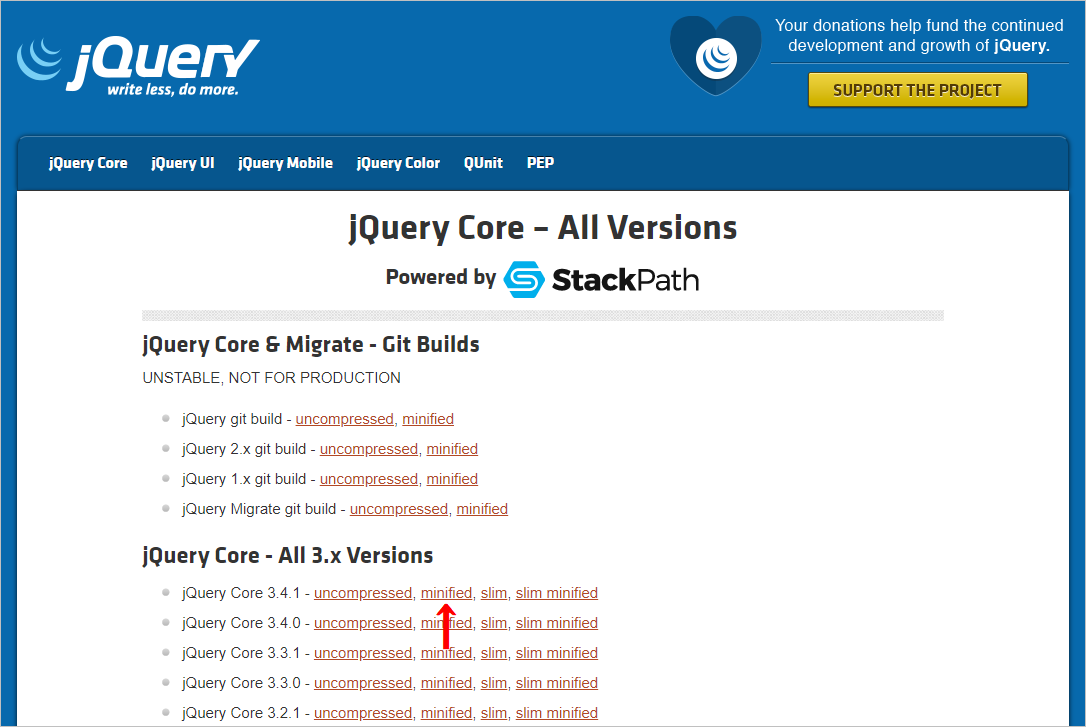 jQuery
write less, do more.
Your donations help fund the continued
development and growth of jQuery.
SUPPORT THE PROJECT
jQuery Core jQuery UI jQuery Mobile jQuery Color QUnit PEP
jQuery Core – All Versions
Powered by StackPath
jQuery Core & Migrate - Git Builds
UNSTABLE, NOT FOR PRODUCTION
jQuery git build - uncompressed, minified
jQuery 2.x git build - uncompressed, minified
jQuery 1.x git build - uncompressed, minified
jQuery Migrate git build - uncompressed, minified
jQuery Core - All 3.x Versions
jQuery Core 3.4.1 - uncompressed, minified, slim, slim minified
jQuery Core 3.4.0 - uncompressed, minified, slim, slim minified
jQuery Core 3.3.1 - uncompressed, minified, slim, slim minified
jQuery Core 3.3.0 - uncompressed, minified, slim, slim minified
jQuery Core 3.2.1 - uncompressed, minified, slim, slim minified